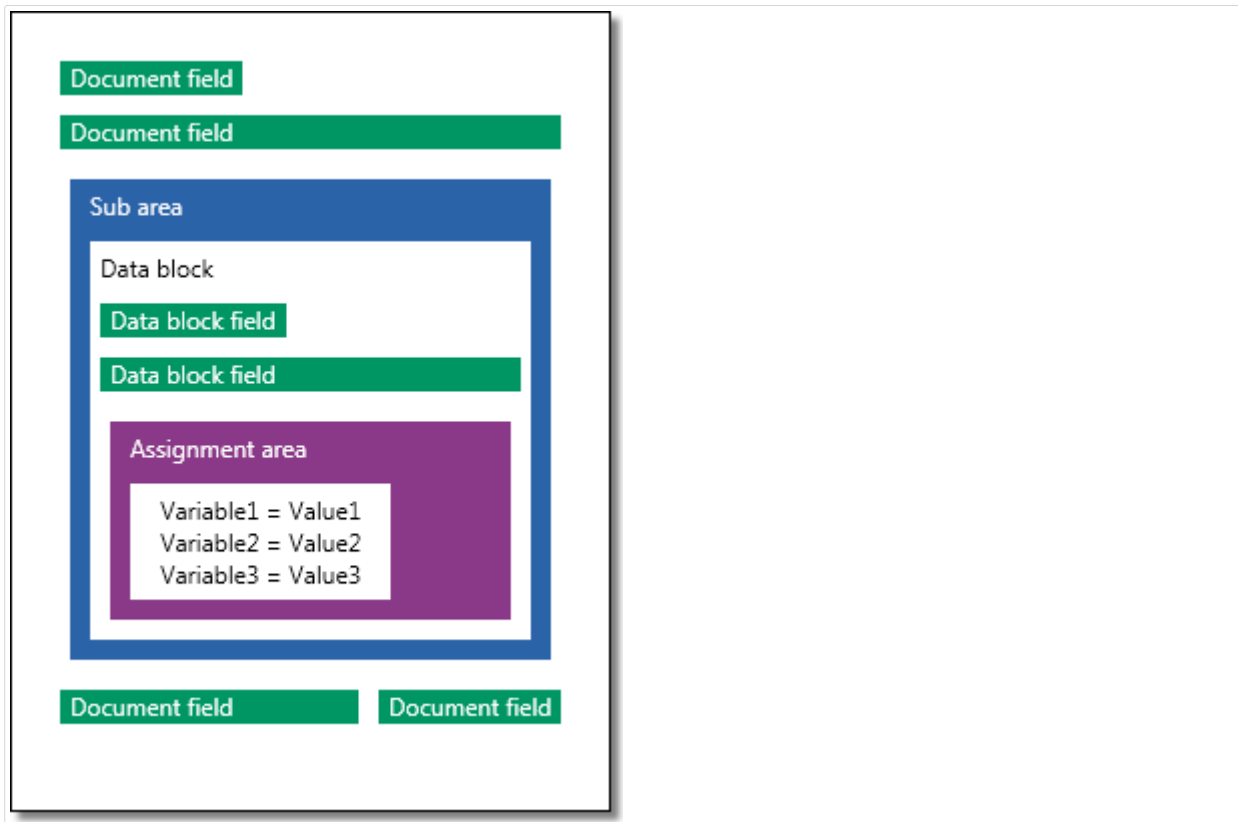 Document field
Document field
Sub area
Data block
Data block field
Data block field
Assignment area
Variable1 = Value1
Variable2 = Value2
Variable3 = Value3
Document field Document field